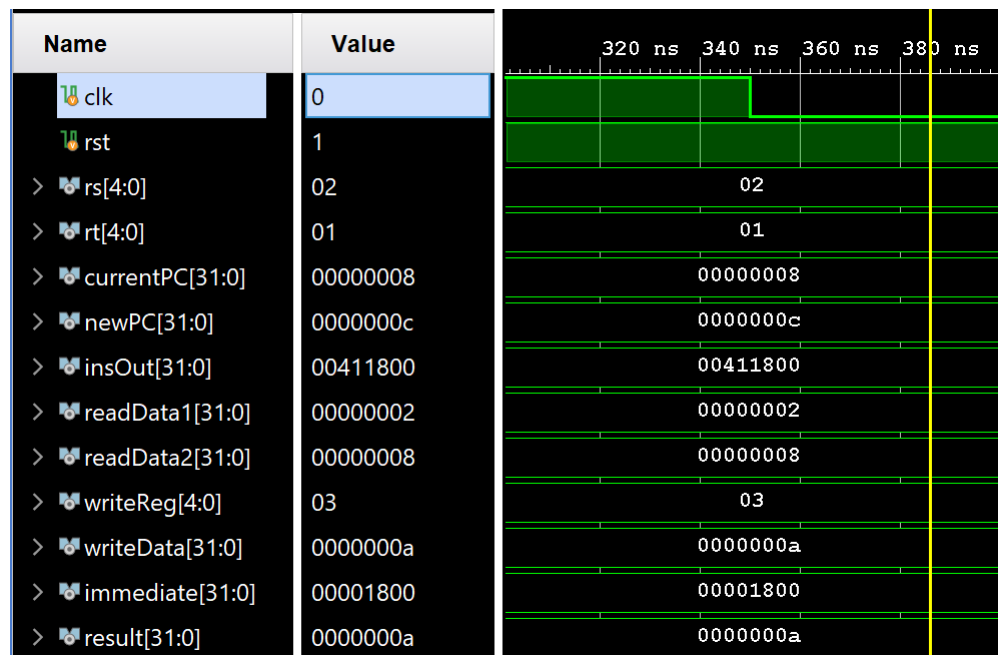 Name Value 320 ns 340 ns 360 ns 380 ns
clk 0
rst 1
> rs[4:0] 02 02
> rt[4:0] 01 01
> currentPC[31:0] 00000008 00000008
> newPC[31:0] 0000000c 0000000c
> insOut[31:0] 00411800 00411800
> readData1[31:0] 00000002 00000002
> readData2[31:0] 00000008 00000008
> writeReg[4:0] 03 03
> writeData[31:0] 0000000a 0000000a
> immediate[31:0] 00001800 00001800
> result[31:0] 0000000a 0000000a